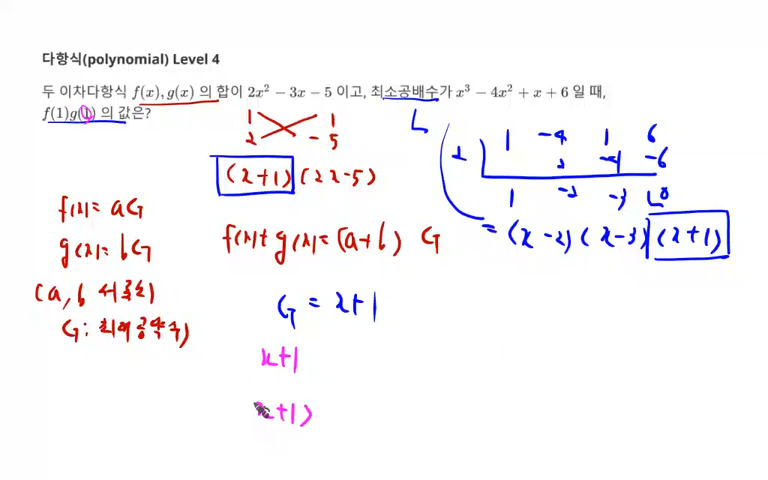 다항식(polynomial) Level 4
두 이차다항식 f(x), g(x) 의 합이 2x² − 3x − 5 이고, 최소공배수가 x³ − 4x² + x + 6 일 때,
f(1)g(1) 의 값은?
1 1
2 -5
(x+1)(2x-5)
L
2 1 -4 1 6
2 -4 -6
1 -2 -3 0
= (x-2)(x-3)(x+1)
f(x) = aG
g(x) = bG
(a, b 서로소)
G: 최대공약수)
f(x)+g(x)=(a+b) G
G = x+1
x+1
x+1)